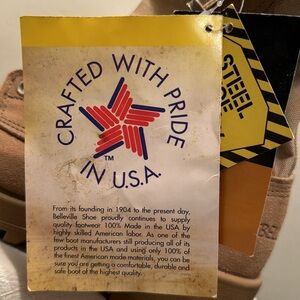 CRAFTED WITH PRIDE
IN U.S.A.
TM
STEEL
TOE
From its founding in 1904 to the present day,
Belleville Shoe proudly continues to supply
quality footwear 100% Made in the USA by
highly skilled American labor. As one of the
few boot manufacturers still producing all of its
products in the USA and using only 100% of
the finest American made materials, you can be
sure you are getting a comfortable, durable and
safe boot of the highest quality.